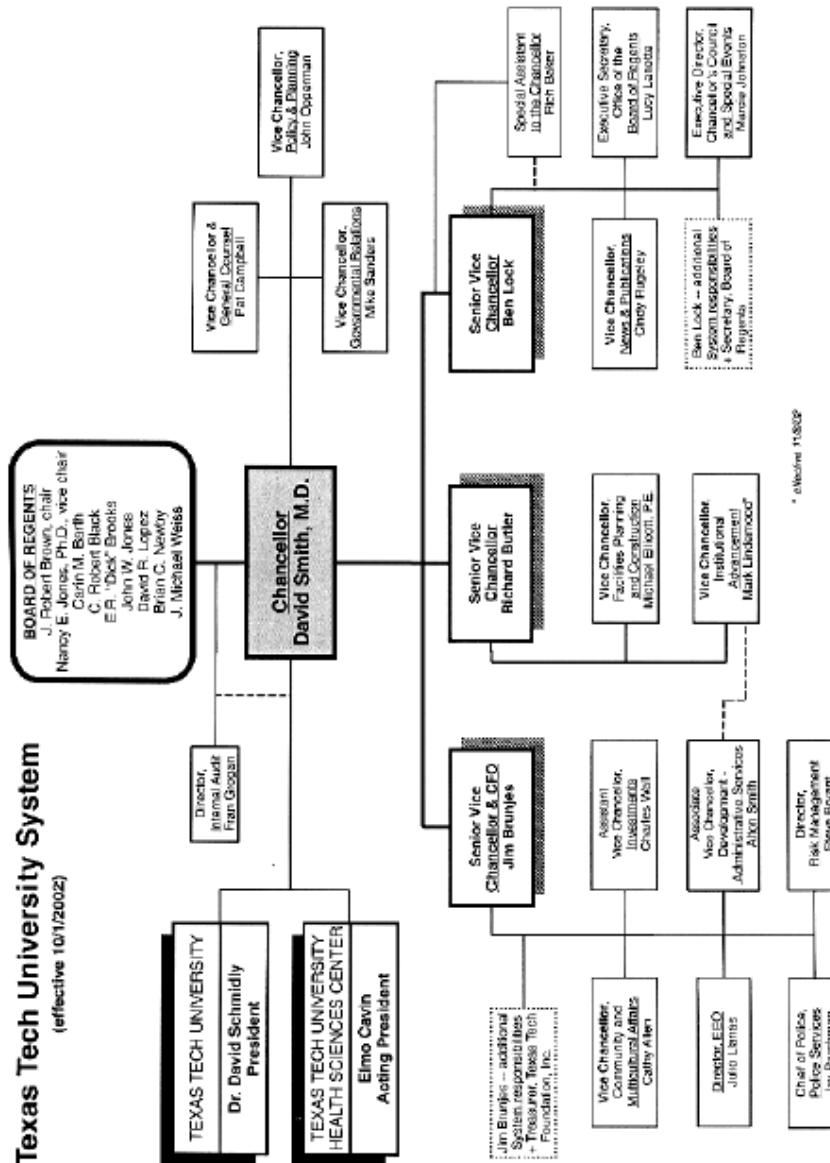 Texas Tech University System
(effective 10/1/2002)
BOARD OF REGENTS
J. Robert Brown, chair
Nancy E. Jones, Ph.D., vice chair
Carin M. Barth
C. Robert Black
E.R. "Dick" Brooks
John W. Jones
David R. Lopez
Brian C. Newby
J. Michael Weiss
Director,
Internal Audit
Fran Grogan
Chancellor
David Smith, M.D.
Vice Chancellor &
General Counsel
Pat Campbell
Vice Chancellor,
Policy & Planning
John Opperman
Vice Chancellor,
Governmental Relations
Mike Sanders
TEXAS TECH UNIVERSITY
Dr. David Schmidly
President
TEXAS TECH UNIVERSITY
HEALTH SCIENCES CENTER
Elmo Cavin
Acting President
Senior Vice
Chancellor & CFO
Jim Brunjes
Senior Vice
Chancellor
Richard Butler
Senior Vice
Chancellor
Ben Lock
Special Assistant
to the Chancellor
Rich Baker
Jim Brunjes -- additional
System responsibilities
+ Treasurer, Texas Tech
Foundation, Inc.
Assistant
Vice Chancellor,
Investments
Charles Wall
Vice Chancellor,
Community and
Multicultural Affairs
Cathy Allen
Associate
Vice Chancellor,
Development -
Administrative Services
Alton Smith
Director, EEO
Julio Llanas
Director,
Risk Management
Steve Bryant
Chief of Police,
Police Services
Jay
Vice Chancellor,
Facilities Planning
and Construction
Michael Ellicott, P.E.
Vice Chancellor,
Institutional
Advancement
Mark Lindemood*
Vice Chancellor,
News & Publications
Cindy Rugeley
Executive Secretary,
Office of the
Board of Regents
Lucy Lanotte
Ben Lock -- additional
System responsibilities
+ Secretary, Board of
Regents
Executive Director,
Chancellor's Council
and Special Events
Marcie Johnston
* effective